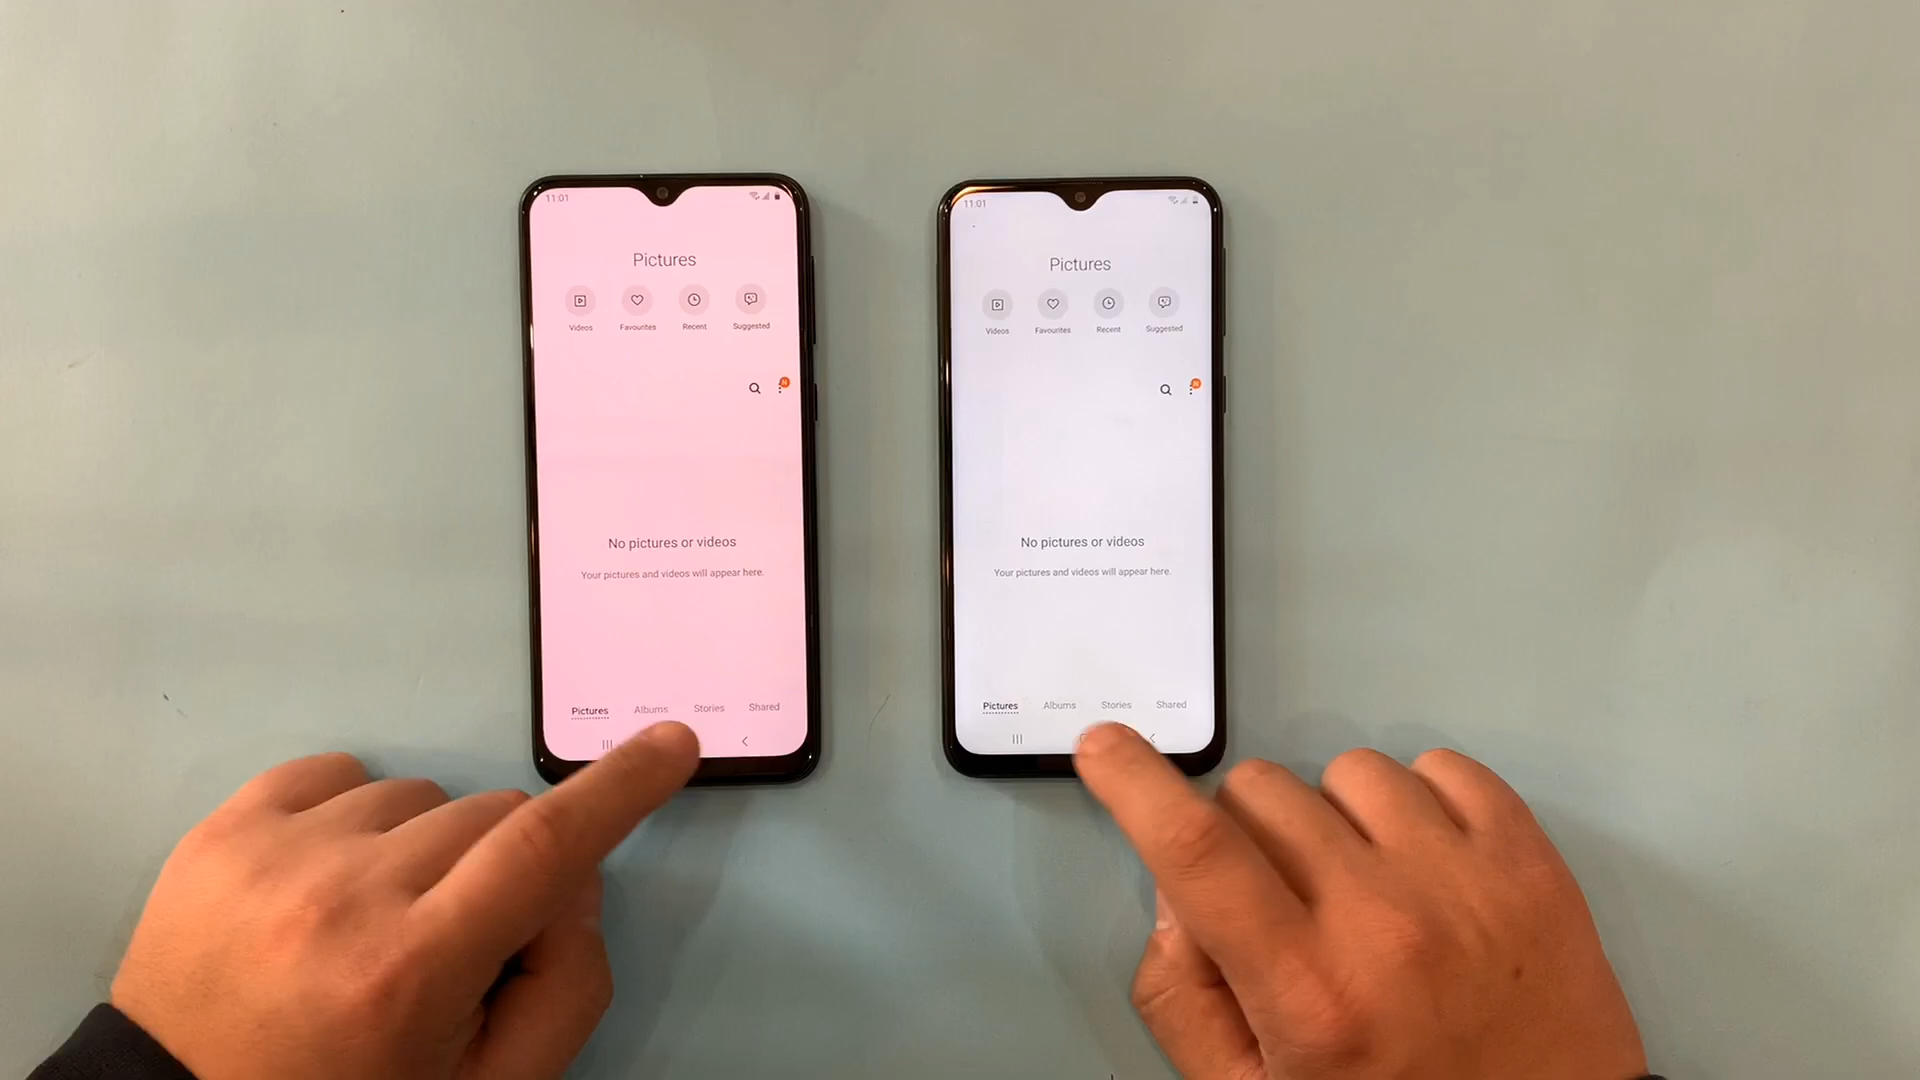 11:01
Pictures
Videos Favourites Recent Suggested
N
No pictures or videos
Your pictures and videos will appear here.
Pictures Albums Stories Shared
11:01
Pictures
Videos Favourites Recent Suggested
N
No pictures or videos
Your pictures and videos will appear here.
Pictures Albums Stories Shared